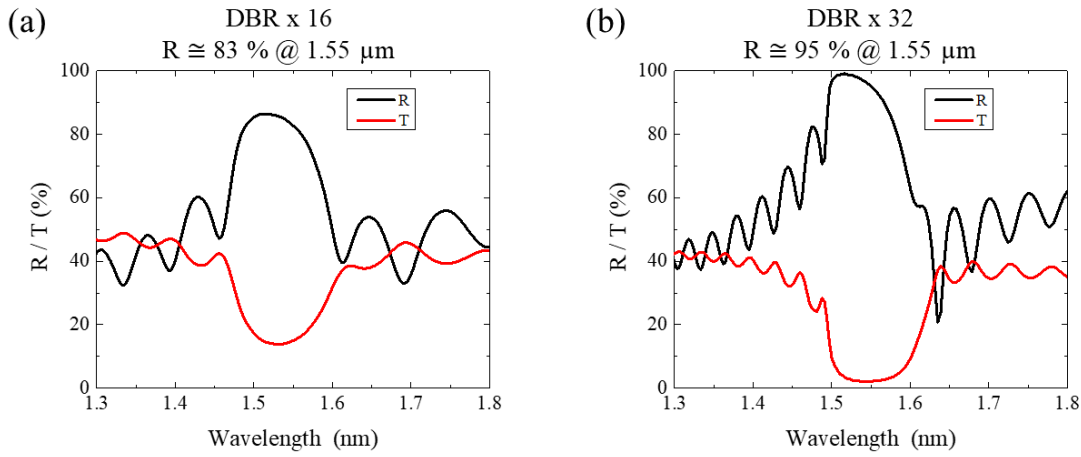 (a)
DBR x 16
R ≅ 83 % @ 1.55 µm
100
80
60
40
20
0
R / T (%)
R
T
1.3
1.4
1.5
1.6
1.7
1.8
Wavelength (nm)
(b)
DBR x 32
R ≅ 95 % @ 1.55 µm
100
80
60
40
20
0
R / T (%)
R
T
1.3
1.4
1.5
1.6
1.7
1.8
Wavelength (nm)